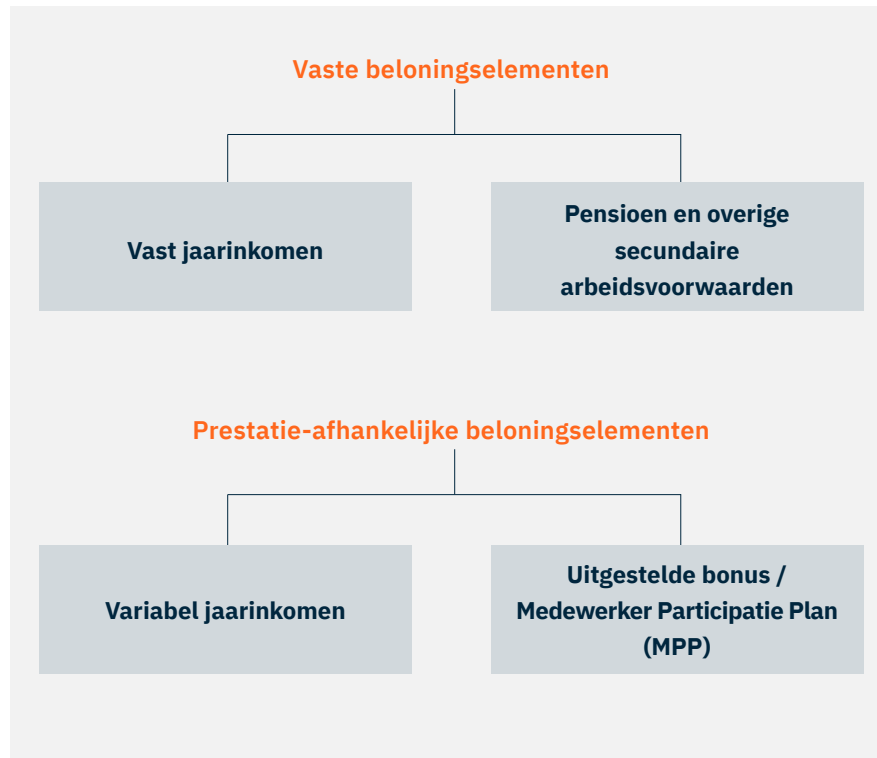 Vaste beloningselementen
Vast jaarinkomen
Pensioen en overige
secundaire
arbeidsvoorwaarden
Prestatie-afhankelijke beloningselementen
Variabel jaarinkomen
Uitgestelde bonus /
Medewerker Participatie Plan
(MPP)